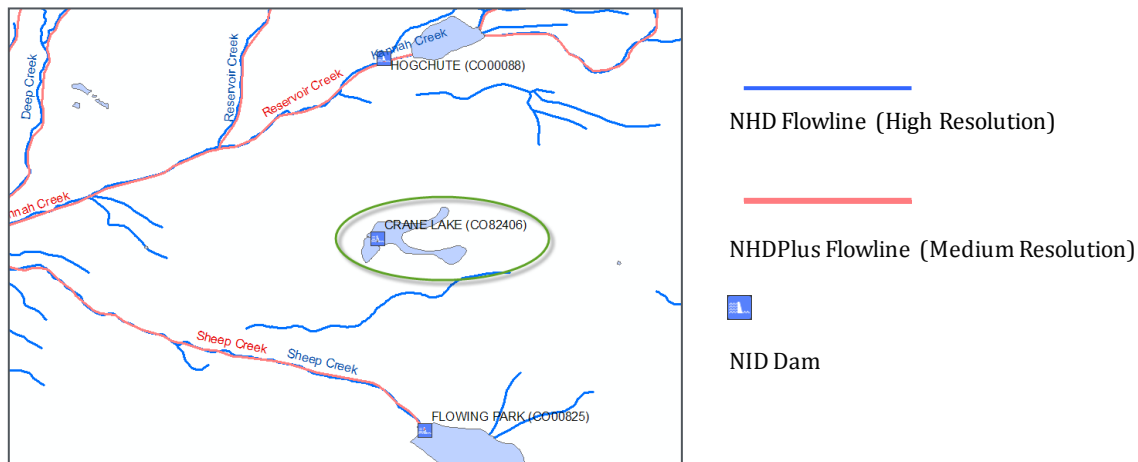 Kannah Creek
HOGCHUTE (CO00088)
Deep Creek
Reservoir Creek
Reservoir Creek
nnah Creek
CRANE LAKE (CO82406)
Sheep Creek
Sheep Creek
FLOWING PARK (CO00825)
NHD Flowline (High Resolution)
NHDPlus Flowline (Medium Resolution)
NID Dam